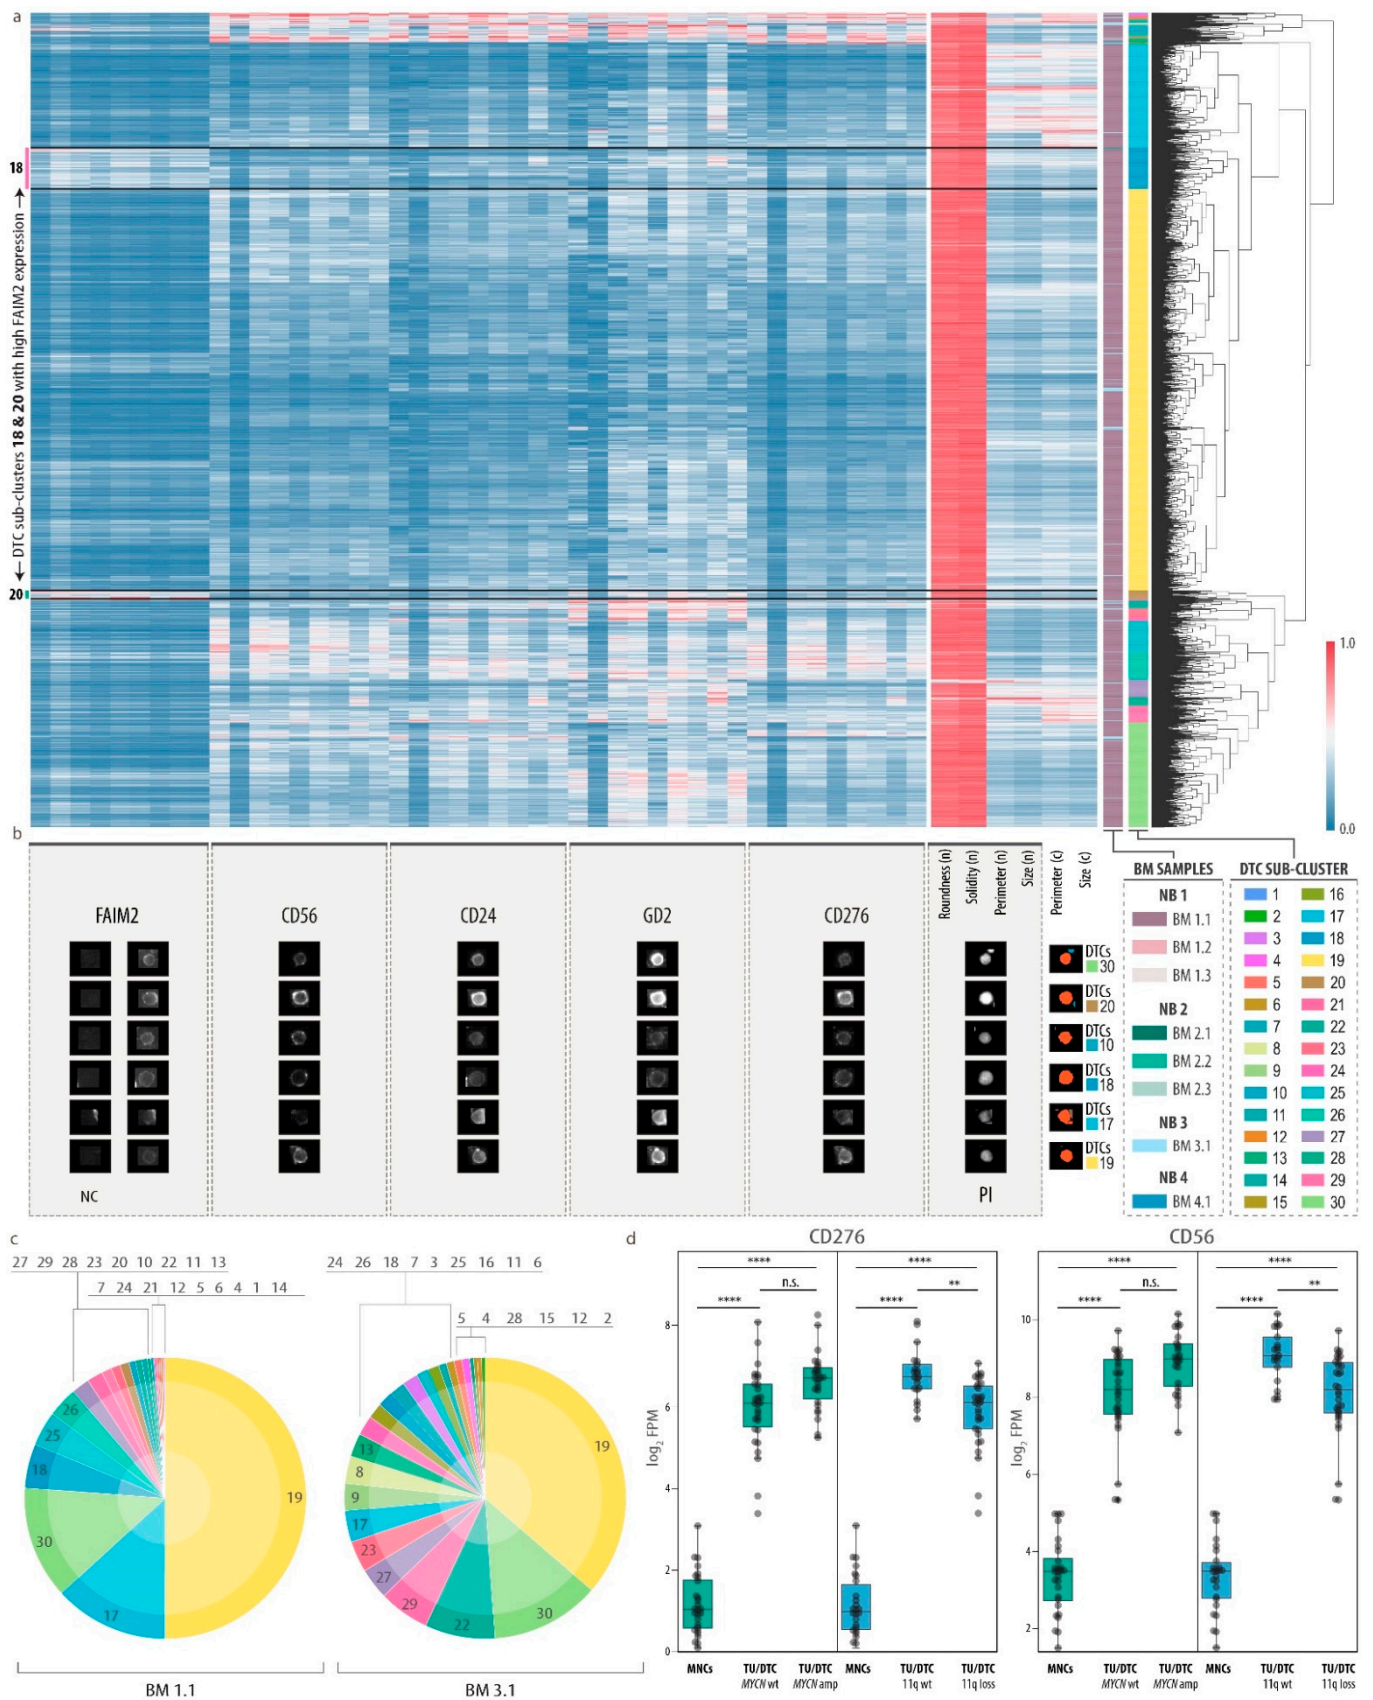 a
18
DTC sub-clusters 18 & 20 with high FAIM2 expression
20
1.0
0.0
b
FAIM2
CD56
CD24
GD2
CD276
Roundness (n)
Solidity (n)
Perimeter (n)
Size (n)
Perimeter (c)
Size (c)
NC
PI
DTCs
30
DTCs
20
DTCs
10
DTCs
18
DTCs
17
DTCs
19
BM SAMPLES
NB 1
BM 1.1
BM 1.2
BM 1.3
NB 2
BM 2.1
BM 2.2
BM 2.3
NB 3
BM 3.1
NB 4
BM 4.1
DTC SUB-CLUSTER
1 16
2 17
3 18
4 19
5 20
6 21
7 22
8 23
9 24
10 25
11 26
12 27
13 28
14 29
15 30
c
27 29 28 23 20 10 22 11 13
7 24 21 12 5 6 4 1 14
26
25
18
30
17
19
BM 1.1
24 26 18 7 3 25 16 11 6
5 4 28 15 12 2
13
8
9
17
23
27
29
22
30
19
BM 3.1
d
CD276
**** ****
n.s. **
**** ****
log2 FPM
8
6
4
2
0
MNCs TU/DTC TU/DTC MNCs TU/DTC TU/DTC
MYCN wt MYCN amp 11q wt 11q loss
CD56
**** ****
n.s. **
**** ****
log2 FPM
10
8
6
4
2
MNCs TU/DTC TU/DTC MNCs TU/DTC TU/DTC
MYCN wt MYCN amp 11q wt 11q loss